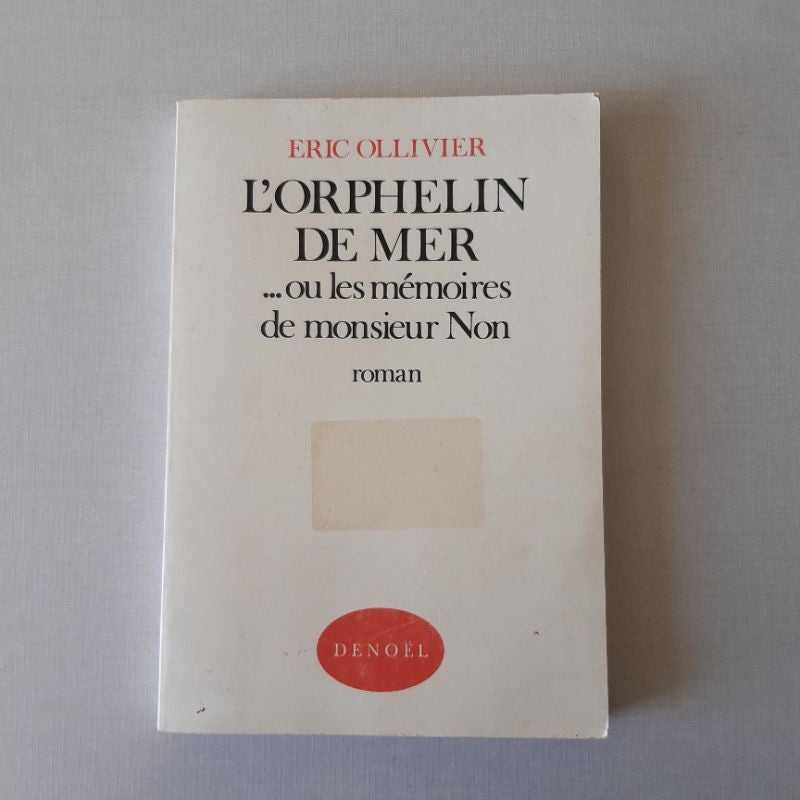 ERIC OLLIVIER
L'ORPHELIN
DE MER
...ou les mémoires
de monsieur Non
roman
DENOËL